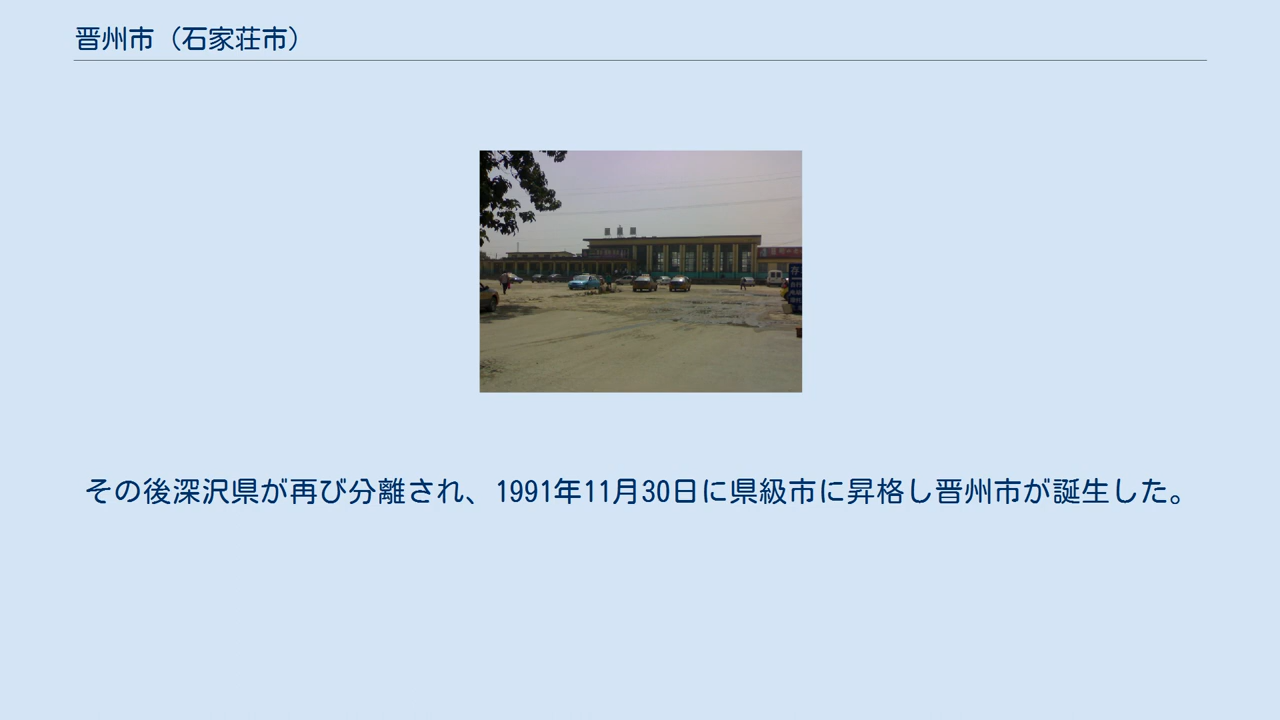 晋州市（石家荘市）
その後深沢県が再び分離され、1991年11月30日に県級市に昇格し晋州市が誕生した。